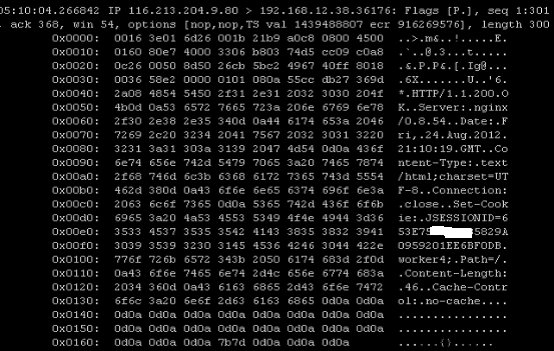 05:10:04.266842 IP 116.213.204.9.80 > 192.168.12.38.36176: Flags [P.], seq 1:301
, ack 368, win 54, options [nop,nop,TS val 1439488807 ecr 916269576], length 300
0x0000: 0016 3e01 6d26 001b 21b9 a0c8 0800 4500 ..>.m&..!.....E.
0x0010: 0160 80e7 4000 3306 b803 74d5 cc09 c0a8 .`..@.3...t.....
0x0020: 0c26 0050 8d50 26cb 5bc2 4967 40ff 8018 .&.P.P&.[.Ig@...
0x0030: 0036 58e2 0000 0101 080a 55cc db27 369d .6X.......U..'6.
0x0040: 2a08 4854 5450 2f31 2e31 2032 3030 204f *.HTTP/1.1.200.O
0x0050: 4b0d 0a53 6572 7665 723a 206e 6769 6e78 K..Server:.nginx
0x0060: 2f30 2e38 2e35 340d 0a44 6174 653a 2046 /0.8.54..Date:.F
0x0070: 7269 2c20 3234 2041 7567 2032 3031 3220 ri,.24.Aug.2012.
0x0080: 3231 3a31 303a 3139 2047 4d54 0d0a 436f 21:10:19.GMT..Co
0x0090: 6e74 656e 742d 5479 7065 3a20 7465 7874 ntent-Type:.text
0x00a0: 2f68 746d 6c3b 6368 6172 7365 743d 5554 /html;charset=UT
0x00b0: 462d 380d 0a43 6f6e 6e65 6374 696f 6e3a F-8..Connection:
0x00c0: 2063 6c6f 7365 0d0a 5365 742d 436f 6f6b .close..Set-Cook
0x00d0: 6965 3a20 4a53 4553 5349 4f4e 4944 3d36 ie:.JSESSIONID=6
0x00e0: 3533 4537 3535 3542 4143 3835 3832 3941 53E75 5829A
0x00f0: 3039 3539 3230 3145 4536 4246 3044 422e 0959201EE6BF0DB.
0x0100: 776f 726b 6572 343b 2050 6174 683d 2f0d worker4;.Path=/.
0x0110: 0a43 6f6e 7465 6e74 2d4c 656e 6774 683a .Content-Length:
0x0120: 2034 360d 0a43 6163 6865 2d43 6f6e 7472 .46..Cache-Contr
0x0130: 6f6c 3a20 6e6f 2d63 6163 6865 0d0a 0d0a ol:.no-cache....
0x0140: 0d0a 0d0a 0d0a 0d0a 0d0a 0d0a 0d0a 0d0a ................
0x0150: 0d0a 0d0a 0d0a 0d0a 0d0a 0d0a 0d0a 0d0a ................
0x0160: 0d0a 0d0a 0d0a 7b7d 0d0a 0d0a 0d0a ......{}......